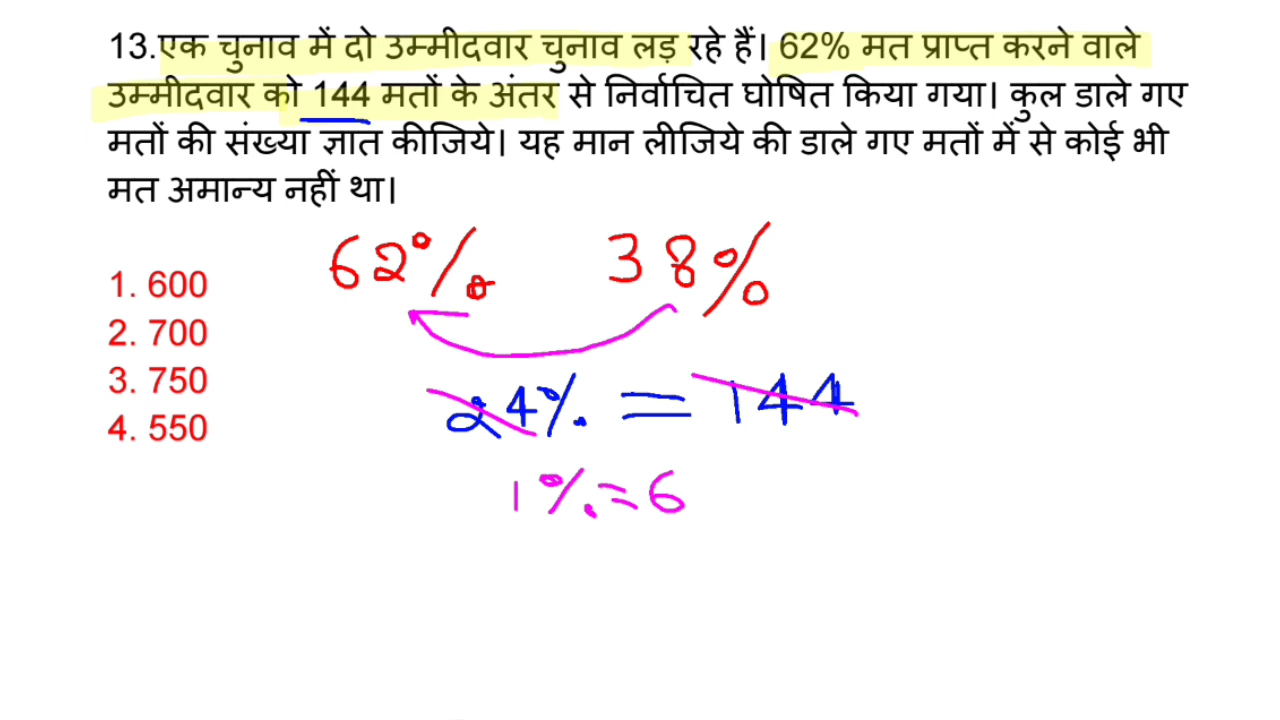 13.एक चुनाव में दो उम्मीदवार चुनाव लड़ रहे हैं। 62% मत प्राप्त करने वाले
उम्मीदवार को 144 मतों के अंतर से निर्वाचित घोषित किया गया। कुल डाले गए
मतों की संख्या ज्ञात कीजिये। यह मान लीजिये की डाले गए मतों में से कोई भी
मत अमान्य नहीं था।
62% 38%
1. 600
2. 700
3. 750
4. 550
24% = 144
1% = 6